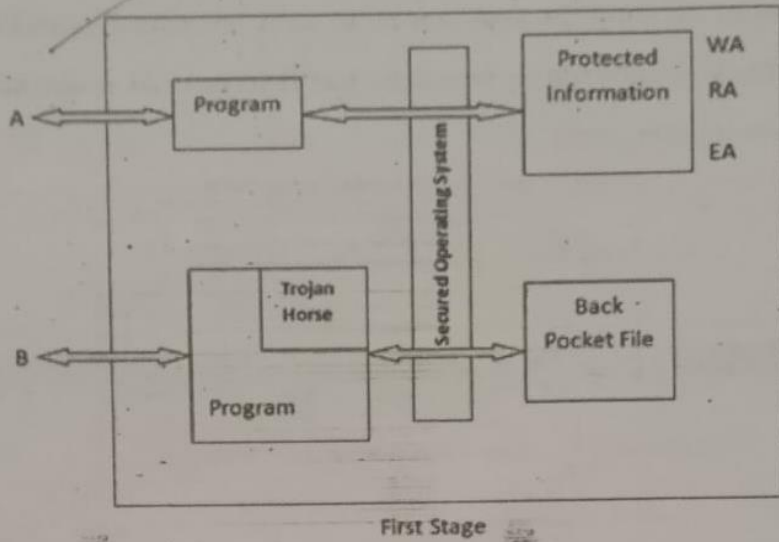 A
Program
Protected
Information
WA
RA
EA
Secured Operating System
B
Trojan
Horse
Program
Back
Pocket File
First Stage